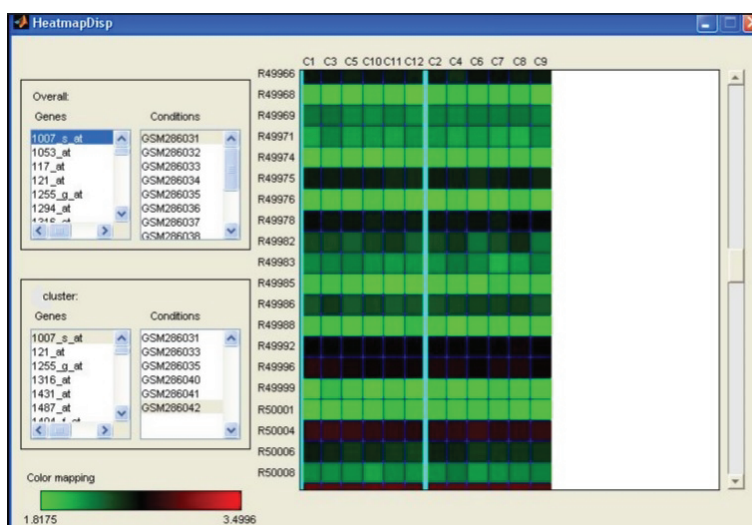 HeatmapDisp
Overall:
Genes
Conditions
1007_s_at
1053_at
117_at
121_at
1255_g_at
1294_at
GSM286031
GSM286032
GSM286033
GSM286034
GSM286035
GSM286036
GSM286037
GSM286038
cluster:
Genes
Conditions
1007_s_at
121_at
1255_g_at
1316_at
1431_at
1487_at
GSM286031
GSM286033
GSM286035
GSM286040
GSM286041
GSM286042
Color mapping
1.8175 3.4996
C1 C3 C5 C10 C11 C12 C2 C4 C6 C7 C8 C9
R49966
R49968
R49969
R49971
R49974
R49975
R49976
R49978
R49982
R49983
R49985
R49986
R49988
R49992
R49996
R49999
R50001
R50004
R50006
R50008